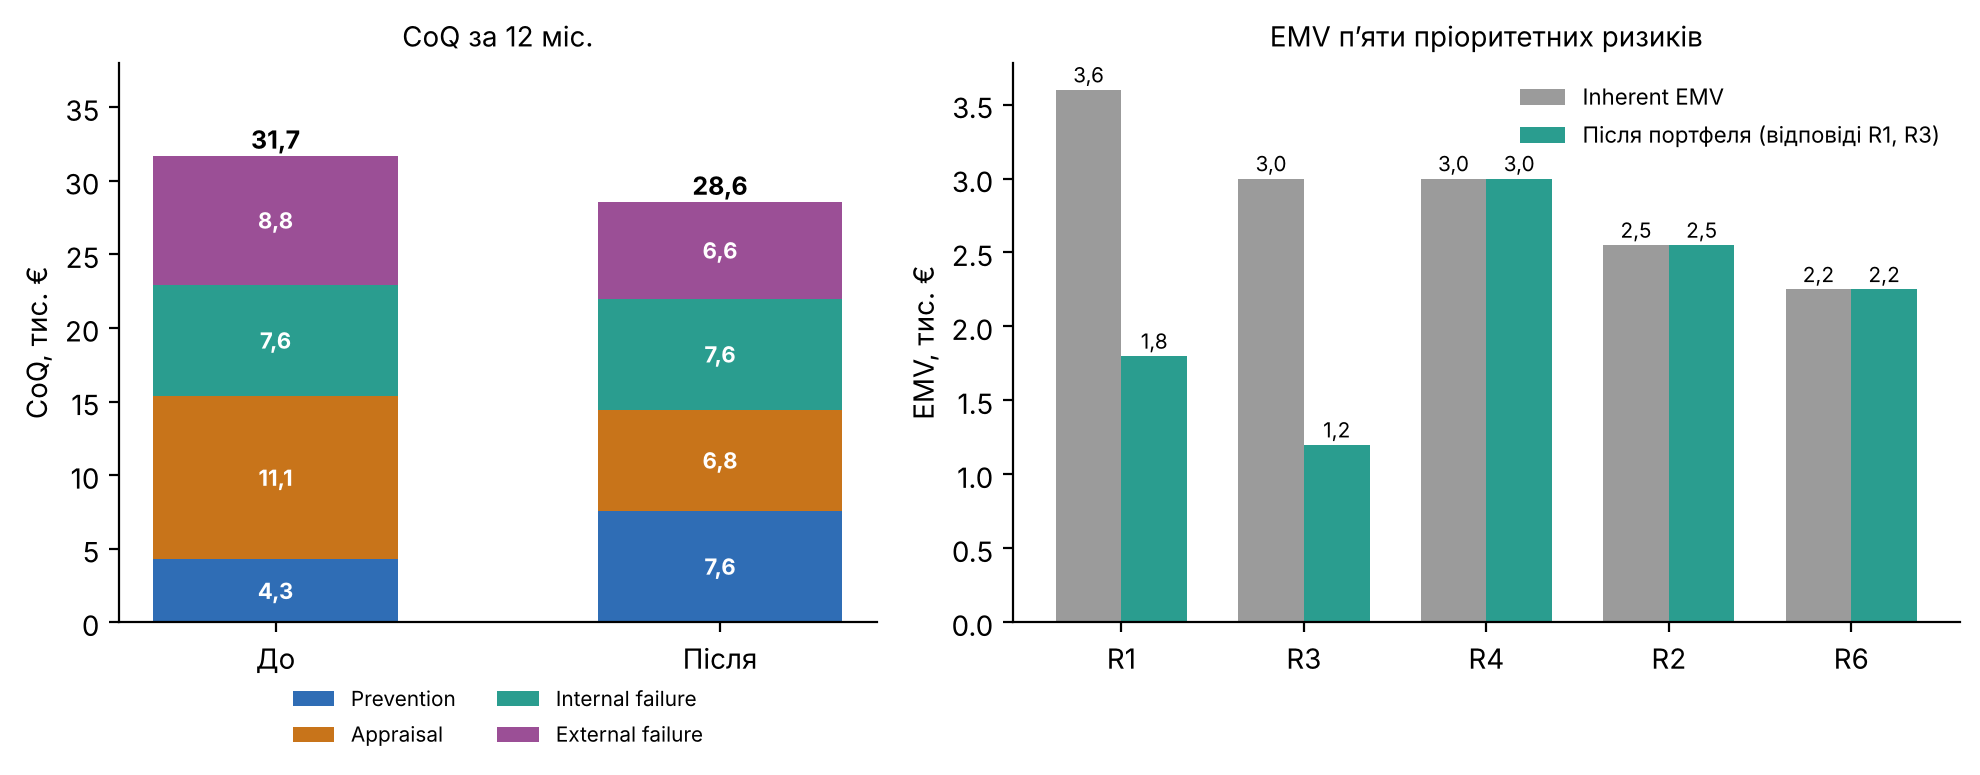 CoQ за 12 міс.
CoQ, тис. €
35
30
25
20
15
10
5
0
31,7
8,8
7,6
11,1
4,3
28,6
6,6
7,6
6,8
7,6
До
Після
Prevention
Internal failure
Appraisal
External failure
EMV п’яти пріоритетних ризиків
EMV, тис. €
3.5
3.0
2.5
2.0
1.5
1.0
0.5
0.0
Inherent EMV
Після портфеля (відповіді R1, R3)
3,6
1,8
3,0
1,2
3,0
3,0
2,5
2,5
2,2
2,2
R1
R3
R4
R2
R6